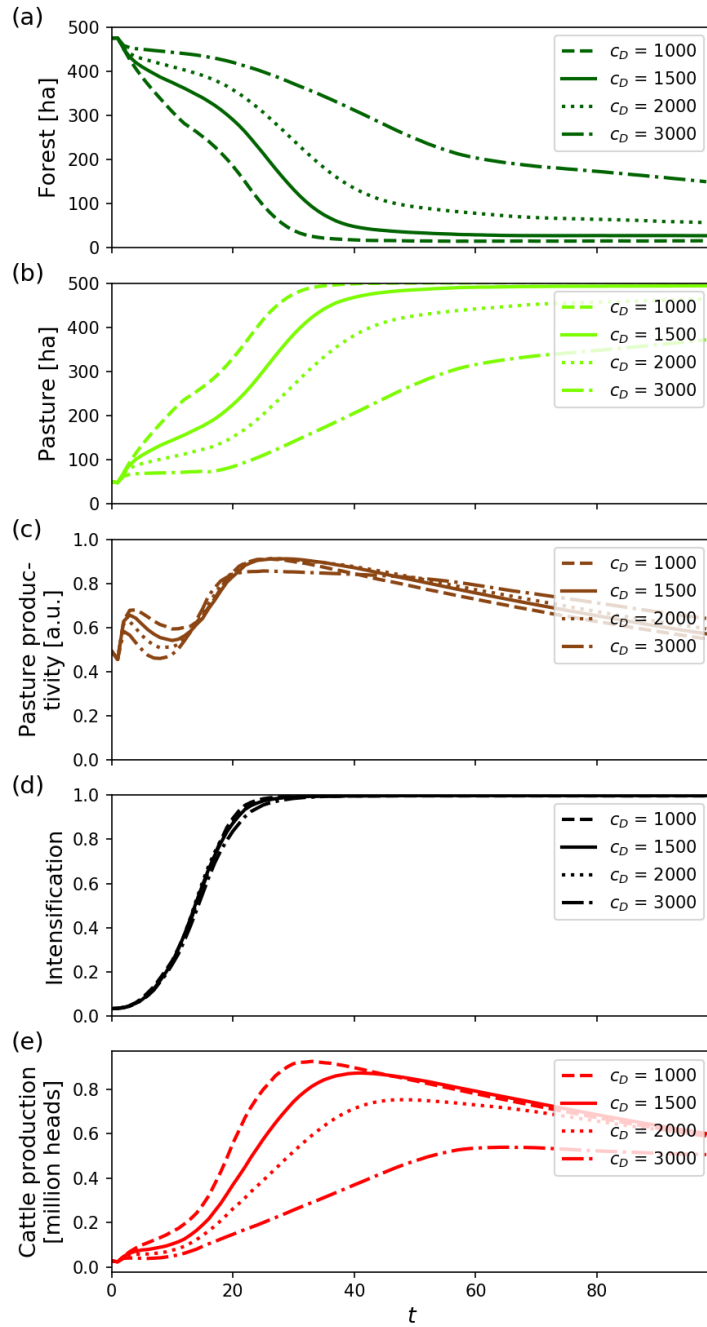 (a)
500
400
300
200
100
0
Forest [ha]
c_D = 1000
c_D = 1500
c_D = 2000
c_D = 3000
(b)
500
400
300
200
100
0
Pasture [ha]
c_D = 1000
c_D = 1500
c_D = 2000
c_D = 3000
(c)
1.0
0.8
0.6
0.4
0.2
0.0
Pasture produc-
tivity [a.u.]
c_D = 1000
c_D = 1500
c_D = 2000
c_D = 3000
(d)
1.0
0.8
0.6
0.4
0.2
0.0
Intensification
c_D = 1000
c_D = 1500
c_D = 2000
c_D = 3000
(e)
0.8
0.6
0.4
0.2
0.0
Cattle production
[million heads]
c_D = 1000
c_D = 1500
c_D = 2000
c_D = 3000
0 20 40 60 80
t